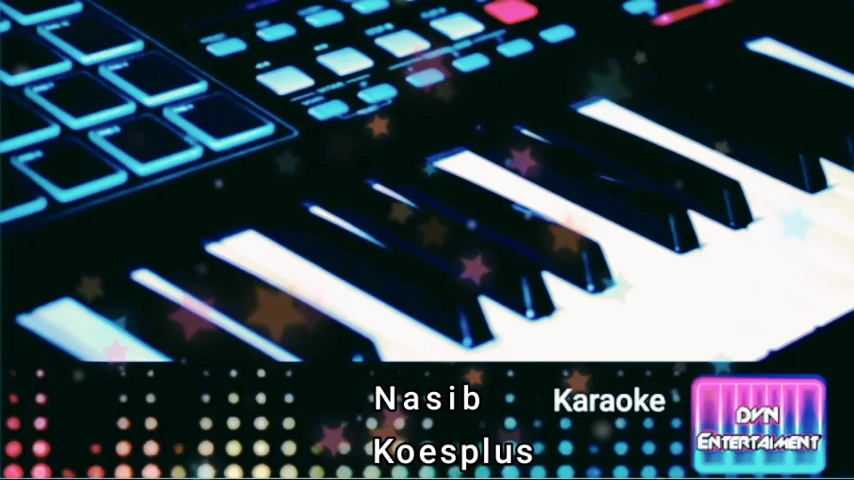 Nasib
Karaoke
Koesplus
DVN
ENTERTAIMENT